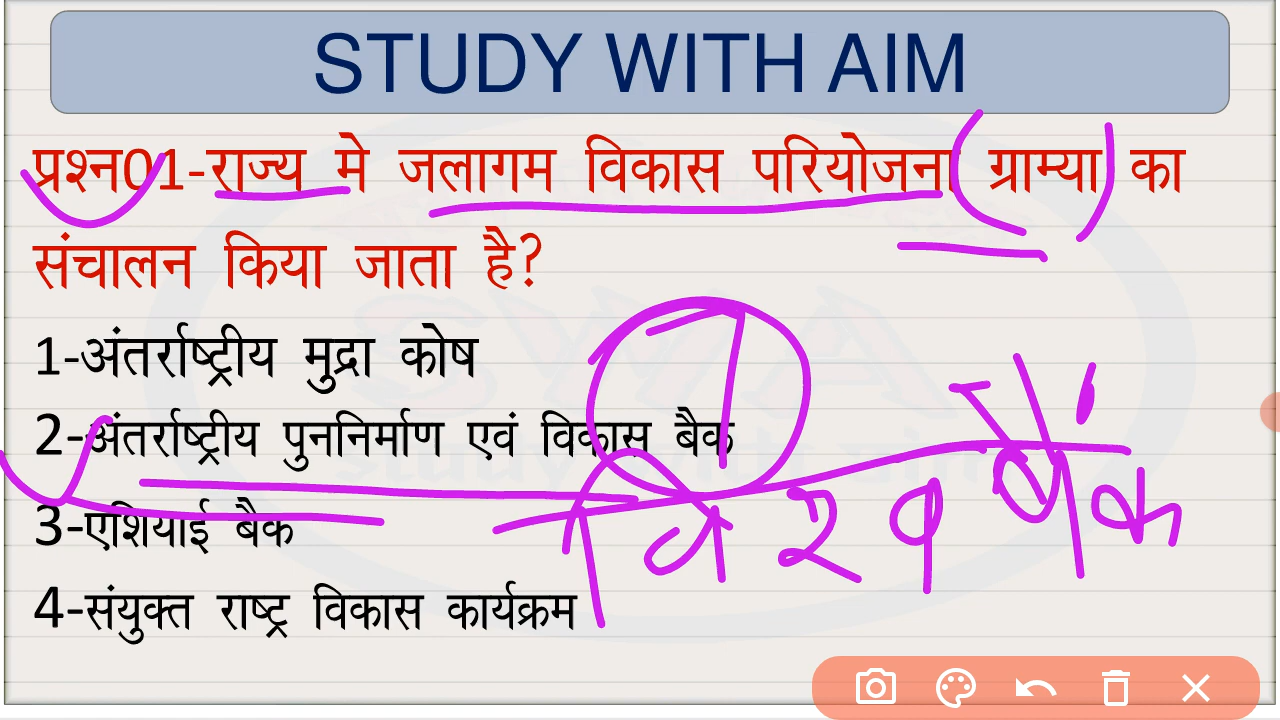 STUDY WITH AIM
प्रश्न01-राज्य मे जलागम विकास परियोजना ग्राम्या का
संचालन किया जाता है?
1-अंतर्राष्ट्रीय मुद्रा कोष
2-अंतर्राष्ट्रीय पुननिर्माण एवं विकास बैक
3-एशियाई बैक
विश्व बैंक
4-संयुक्त राष्ट्र विकास कार्यक्रम